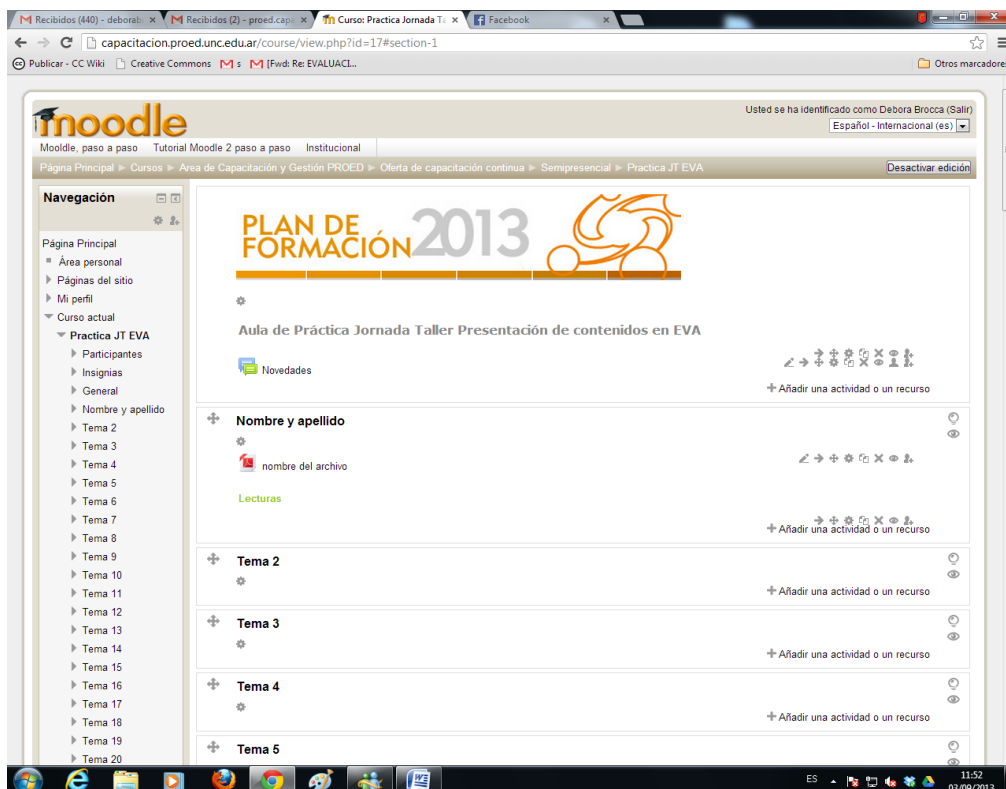 Recibidos (440) - deborab
Recibidos (2) - proed.capa
Curso: Practica Jornada Ta
Facebook
capacitacion.proed.unc.edu.ar/course/view.php?id=17#section-1
Publicar - CC Wiki
Creative Commons
s
[Fwd: Re: EVALUACI...
Otros marcadores
moodle
Usted se ha identificado como Debora Brocca (Salir)
Español - Internacional (es)
Mooldle, paso a paso
Tutorial Moodle 2 paso a paso
Institucional
Página Principal ► Cursos ► Area de Capacitación y Gestión PROED ► Oferta de capacitación continua ► Semipresencial ► Practica JT EVA
Desactivar edición
Navegación
Página Principal
Área personal
Páginas del sitio
Mi perfil
Curso actual
Practica JT EVA
Participantes
Insignias
General
Nombre y apellido
Tema 2
Tema 3
Tema 4
Tema 5
Tema 6
Tema 7
Tema 8
Tema 9
Tema 10
Tema 11
Tema 12
Tema 13
Tema 14
Tema 15
Tema 16
Tema 17
Tema 18
Tema 19
Tema 20
PLAN DE
FORMACIÓN 2013
Aula de Práctica Jornada Taller Presentación de contenidos en EVA
Novedades
Añadir una actividad o un recurso
Nombre y apellido
nombre del archivo
Lecturas
Añadir una actividad o un recurso
Tema 2
Añadir una actividad o un recurso
Tema 3
Añadir una actividad o un recurso
Tema 4
Añadir una actividad o un recurso
Tema 5
ES
11:52
03/09/2013